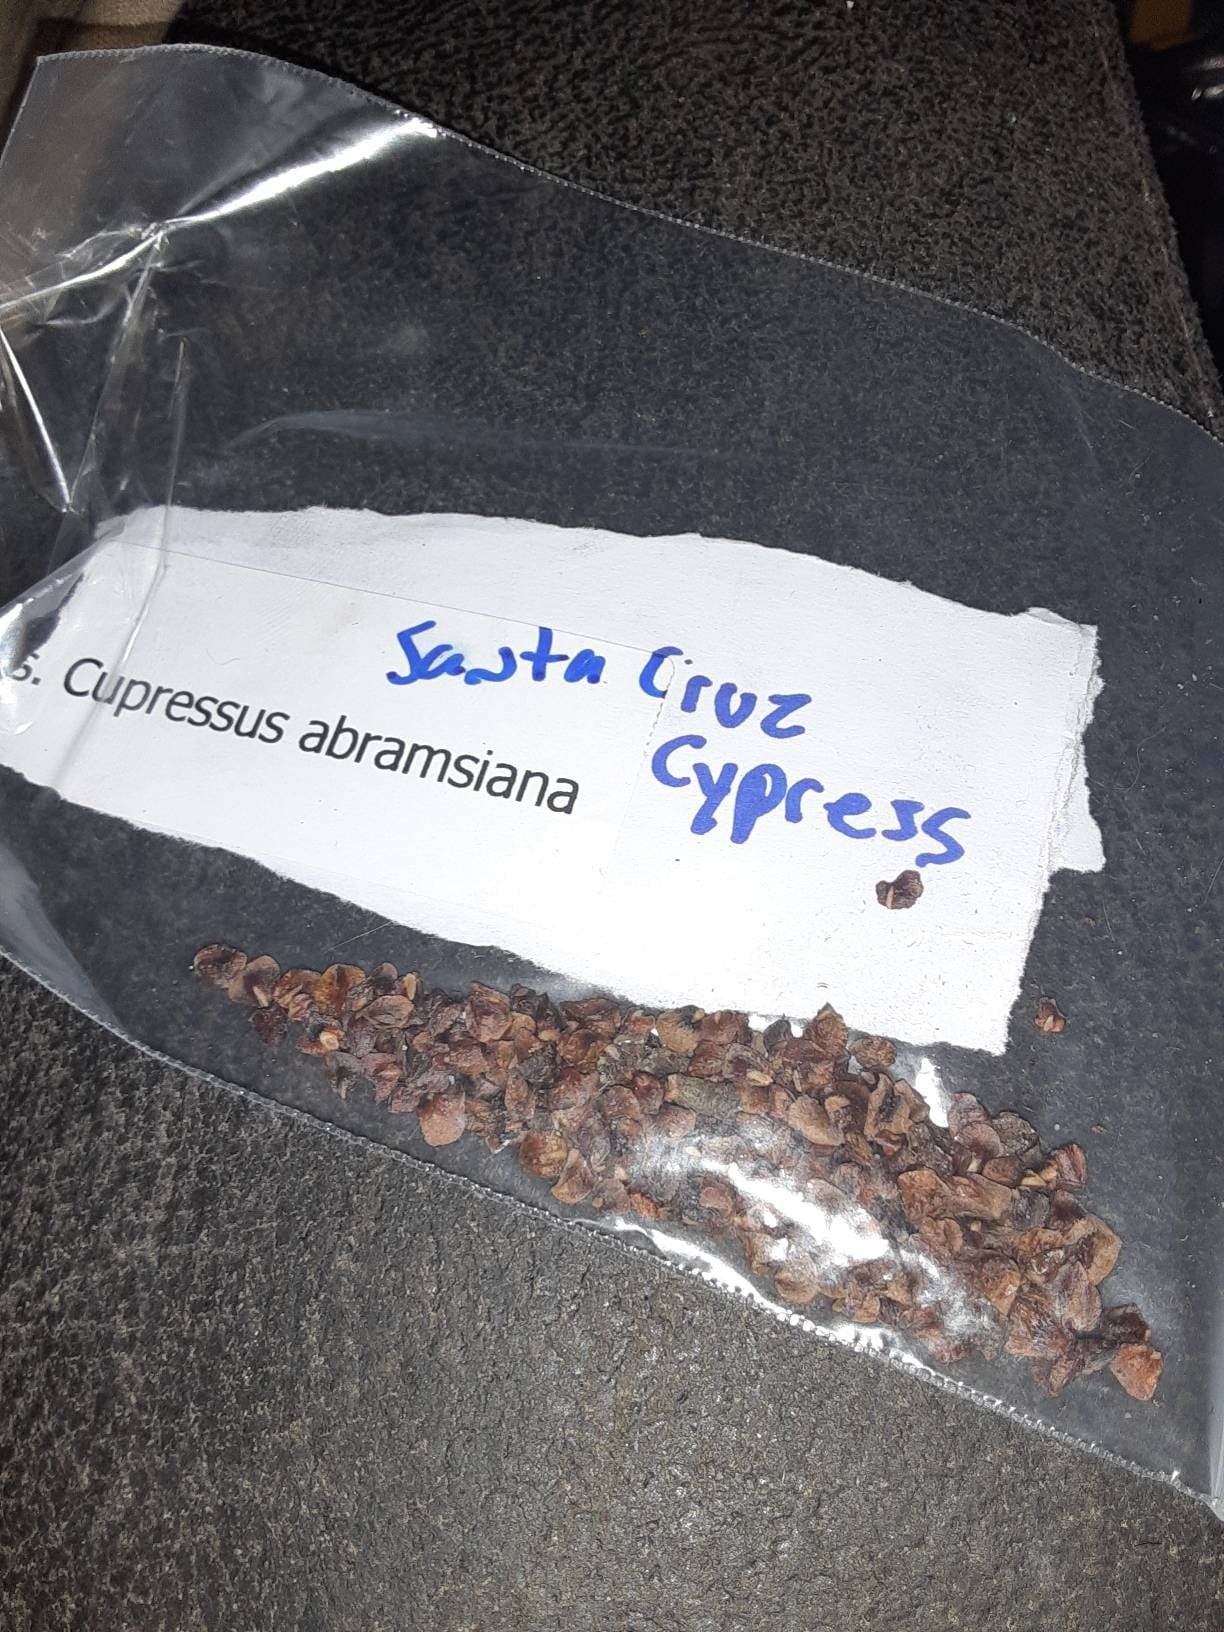 Santa Cruz
Cypress
s. Cupressus abramsiana